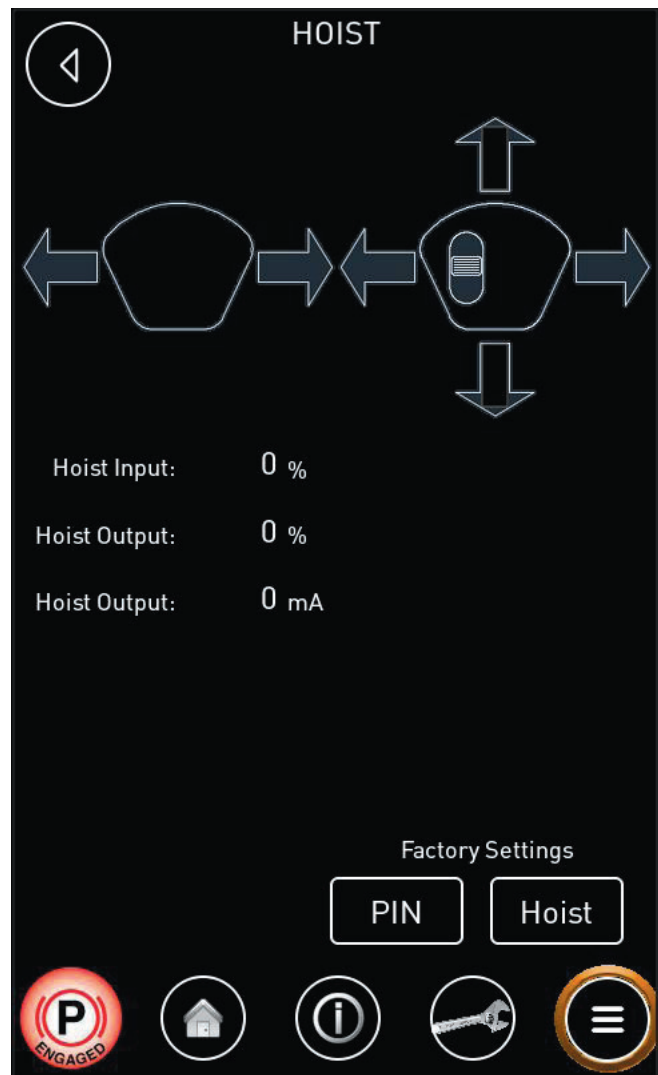 HOIST
Hoist Input: 0 %
Hoist Output: 0 %
Hoist Output: 0 mA
Factory Settings
PIN Hoist
P
ENGAGED
i